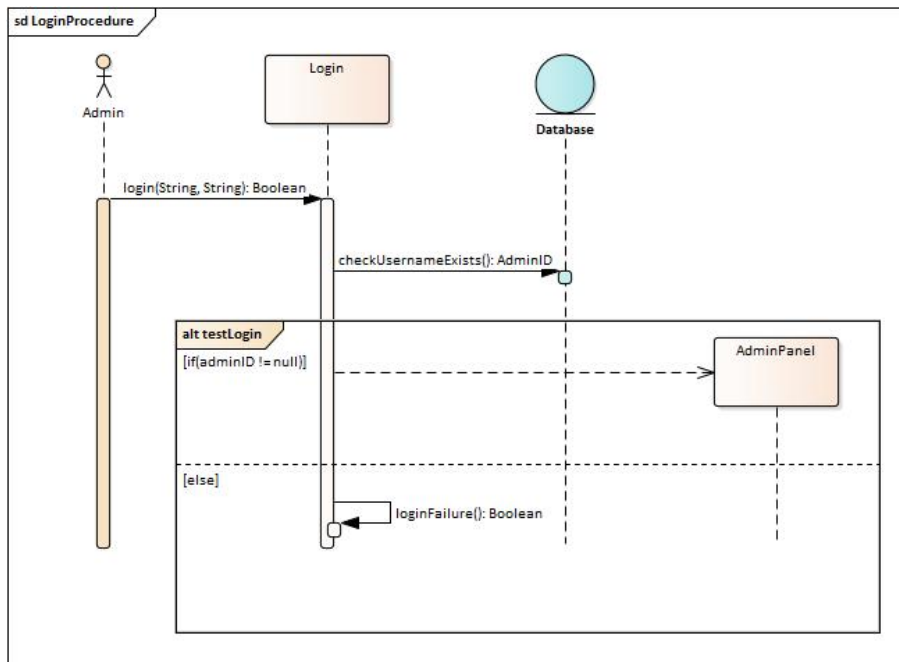 sd LoginProcedure
Login
Admin
Database
login(String, String): Boolean
checkUsernameExists(): AdminID
alt testLogin
AdminPanel
[if(adminID != null)]
[else]
loginFailure(): Boolean